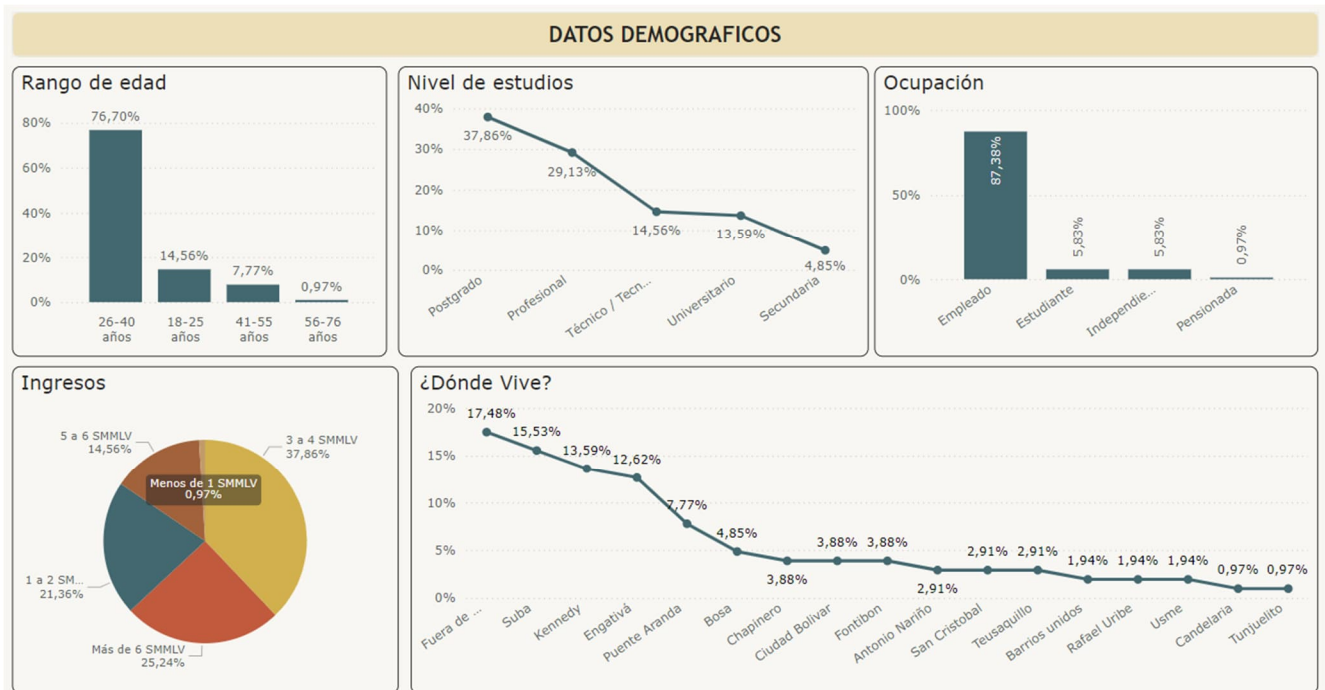 DATOS DEMOGRAFICOS
Rango de edad
80%
60%
40%
20%
0%
76,70%
14,56%
7,77%
0,97%
26-40
años
18-25
años
41-55
años
56-76
años
Nivel de estudios
40%
30%
20%
10%
0%
37,86%
29,13%
14,56%
13,59%
4,85%
Postgrado
Profesional
Técnico / Tecn...
Universitario
Secundaria
Ocupación
100%
50%
0%
87,38%
5,83%
5,83%
0,97%
Empleado
Estudiante
Independie...
Pensionada
Ingresos
5 a 6 SMMLV
14,56%
3 a 4 SMMLV
37,86%
Menos de 1 SMMLV
0,97%
1 a 2 SM...
21,36%
Más de 6 SMMLV
25,24%
¿Dónde Vive?
20%
15%
10%
5%
0%
17,48%
15,53%
13,59%
12,62%
7,77%
4,85%
3,88%
3,88%
3,88%
2,91%
2,91%
2,91%
1,94%
1,94%
1,94%
0,97%
0,97%
Fuera de ...
Suba
Kennedy
Engativá
Puente Aranda
Bosa
Chapinero
Ciudad Bolivar
Fontibon
Antonio Nariño
San Cristobal
Teusaquillo
Barrios unidos
Rafael Uribe
Usme
Candelaria
Tunjuelito